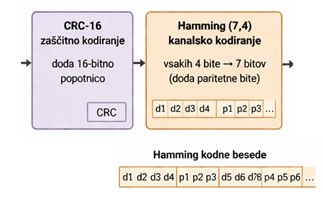 CRC-16
zaščitno kodiranje
doda 16-bitno
popotnico
CRC
Hamming (7,4)
kanalsko kodiranje
vsakih 4 bite → 7 bitov
(doda paritetne bite)
d1 d2 d3 d4 p1 p2 p3 ...
Hamming kodne besede
d1 d2 d3 d4 p1 p2 p3 d5 d6 p4 p5 p6 ...